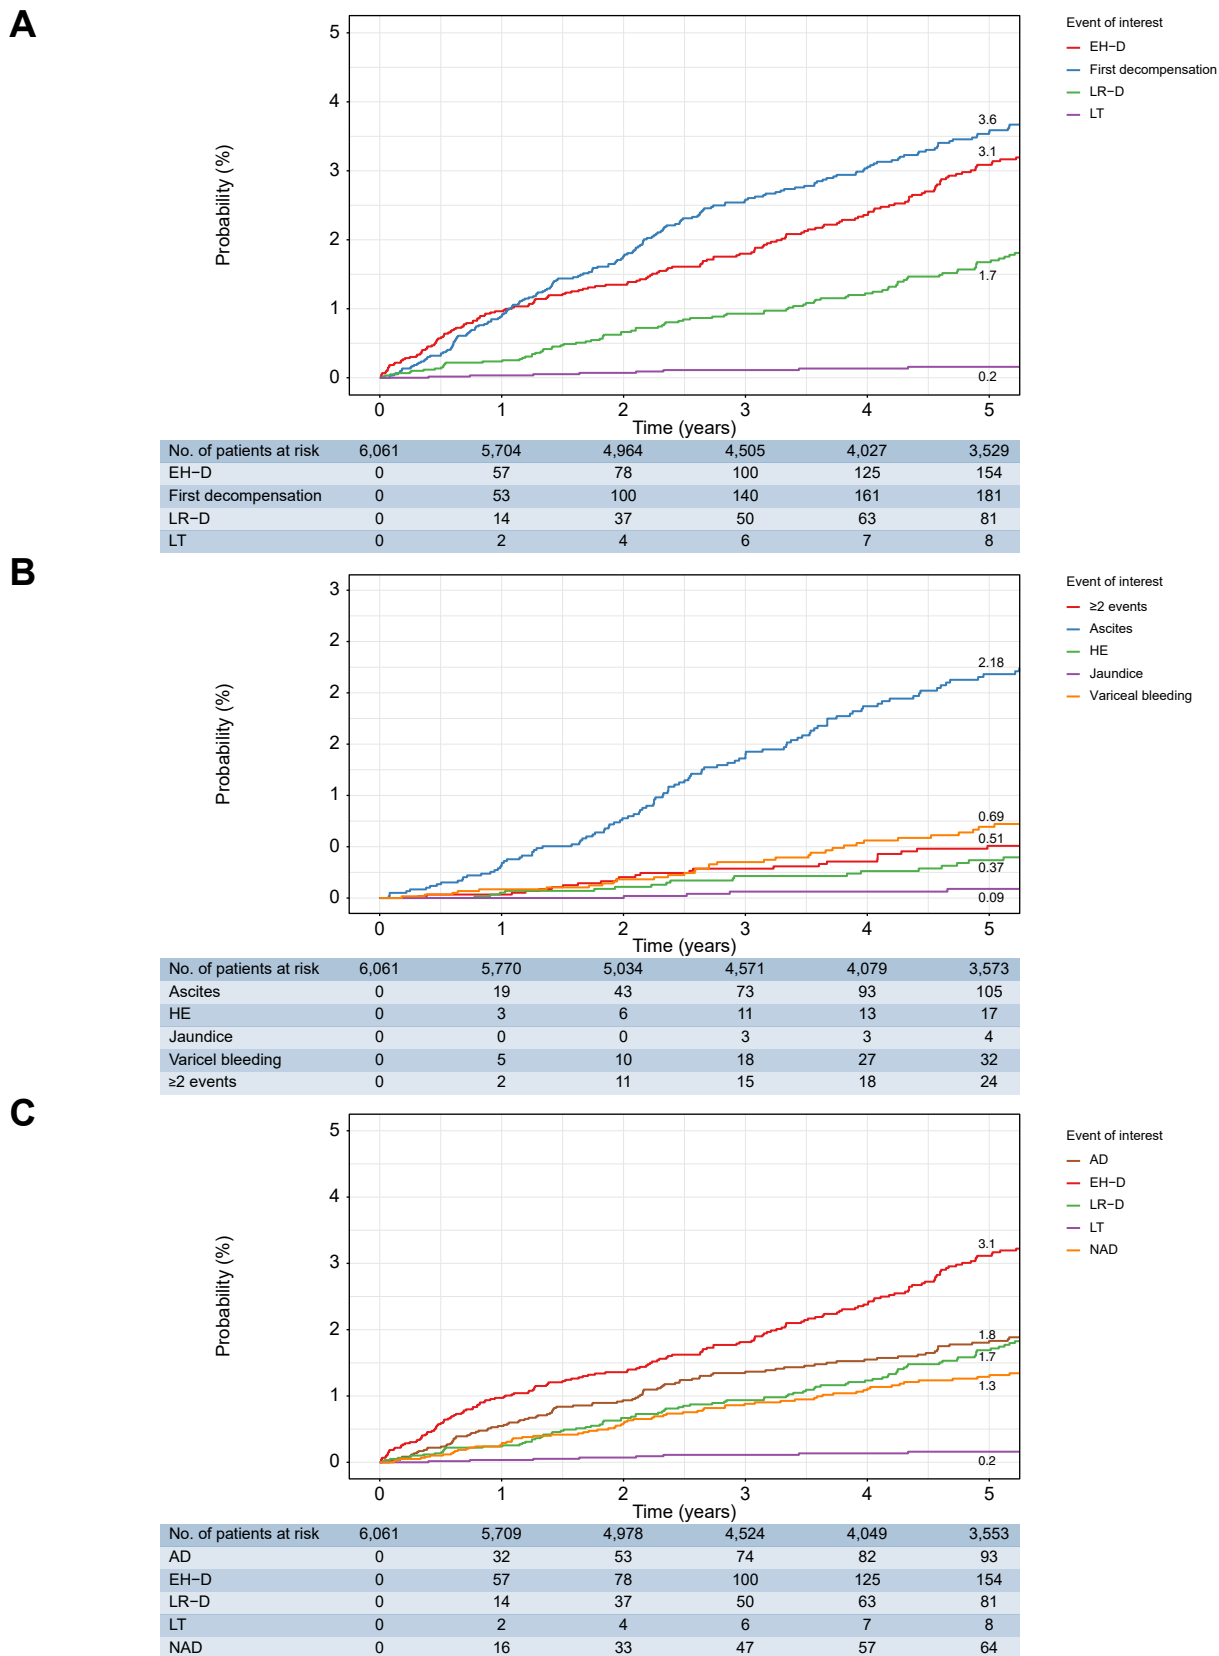 A
Event of interest
EH−D
First decompensation
LR−D
LT
Probability (%)
5
4
3
2
1
0
3.6
3.1
1.7
0.2
0 1 2 3 4 5
Time (years)
No. of patients at risk 6,061 5,704 4,964 4,505 4,027 3,529
EH−D 0 57 78 100 125 154
First decompensation 0 53 100 140 161 181
LR−D 0 14 37 50 63 81
LT 0 2 4 6 7 8
B
Event of interest
≥2 events
Ascites
HE
Jaundice
Variceal bleeding
Probability (%)
3
2
2
2
1
0
0
2.18
0.69
0.51
0.37
0.09
0 1 2 3 4 5
Time (years)
No. of patients at risk 6,061 5,770 5,034 4,571 4,079 3,573
Ascites 0 19 43 73 93 105
HE 0 3 6 11 13 17
Jaundice 0 0 0 3 3 4
Varicel bleeding 0 5 10 18 27 32
≥2 events 0 2 11 15 18 24
C
Event of interest
AD
EH−D
LR−D
LT
NAD
Probability (%)
5
4
3
2
1
0
3.1
1.8
1.7
1.3
0.2
0 1 2 3 4 5
Time (years)
No. of patients at risk 6,061 5,709 4,978 4,524 4,049 3,553
AD 0 32 53 74 82 93
EH−D 0 57 78 100 125 154
LR−D 0 14 37 50 63 81
LT 0 2 4 6 7 8
NAD 0 16 33 47 57 64